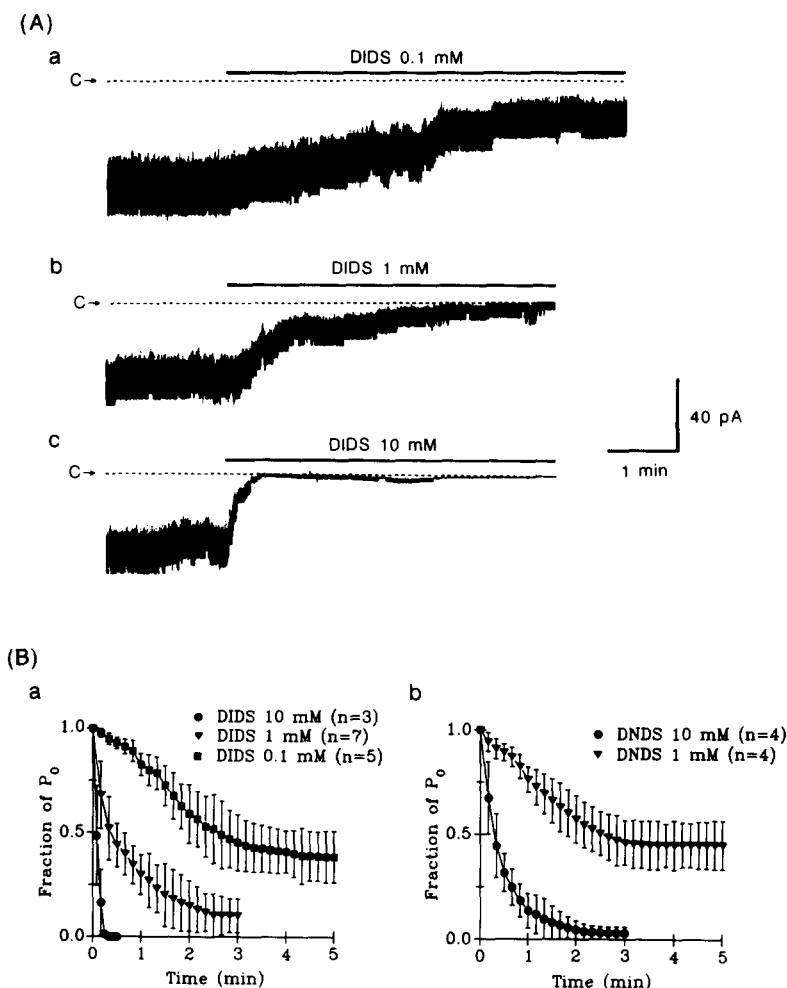 (A)
a
DIDS 0.1 mM
C→
b
DIDS 1 mM
C→
c
DIDS 10 mM
C→
40 pA
1 min
(B)
a
DIDS 10 mM (n=3)
DIDS 1 mM (n=7)
DIDS 0.1 mM (n=5)
1.0
0.5
0.0
Fraction of P₀
0 1 2 3 4 5
Time (min)
b
DNDS 10 mM (n=4)
DNDS 1 mM (n=4)
1.0
0.5
0.0
Fraction of P₀
0 1 2 3 4 5
Time (min)